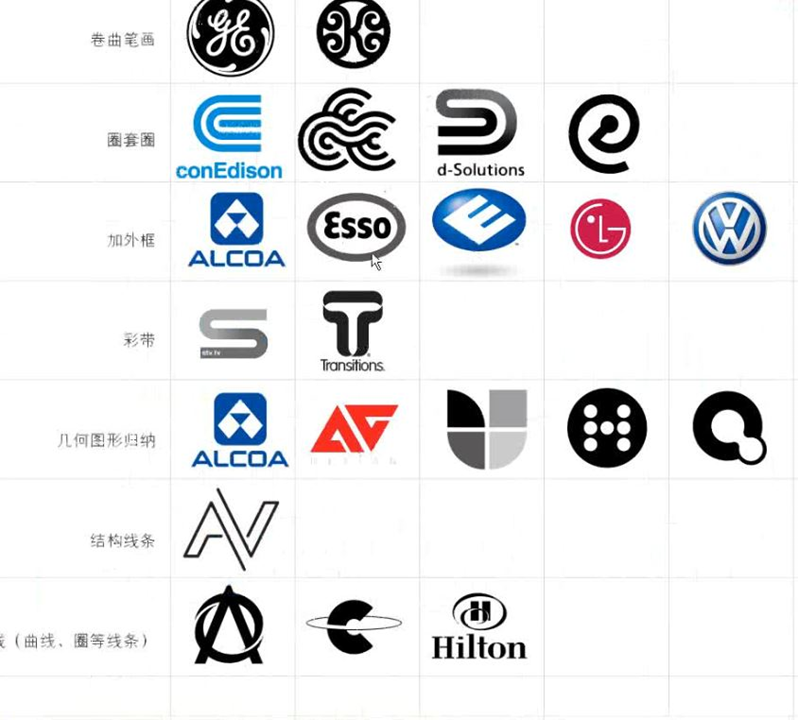 卷曲笔画
GE
圈套圈
conEdison
d-Solutions
加外框
ALCOA
Esso
LG
W
彩带
Transitions.
几何图形归纳
ALCOA
结构线条
线（曲线、圈等线条）
H
Hilton